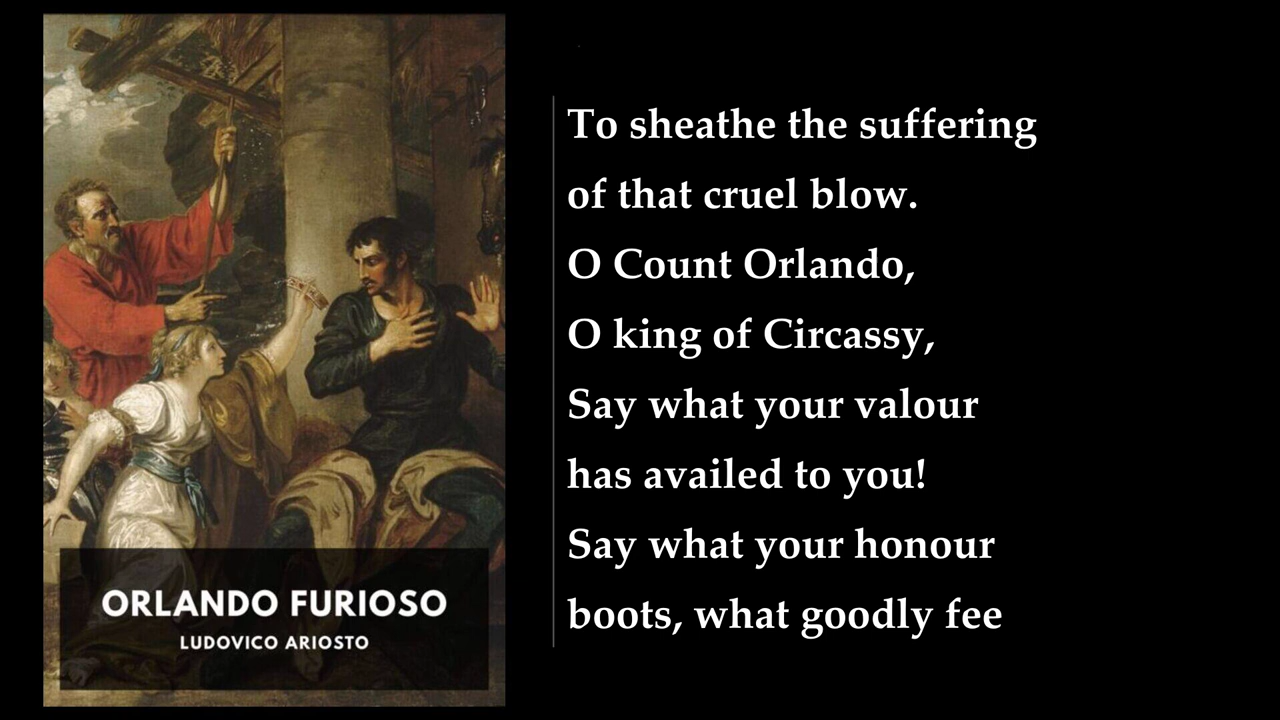 ORLANDO FURIOSO
LUDOVICO ARIOSTO
To sheathe the suffering
of that cruel blow.
O Count Orlando,
O king of Circassy,
Say what your valour
has availed to you!
Say what your honour
boots, what goodly fee